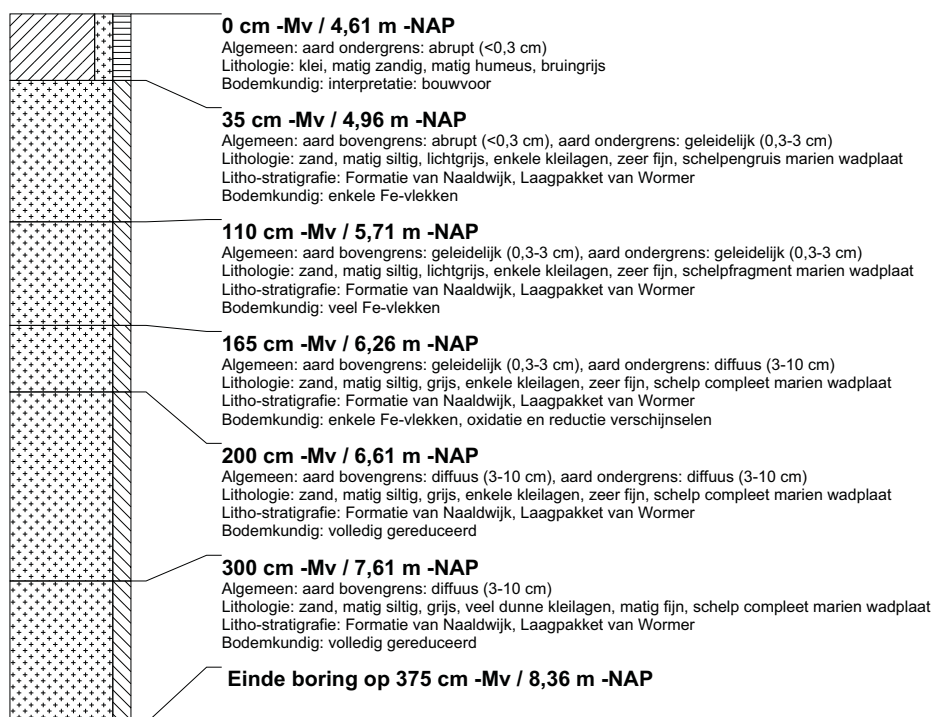 0 cm -Mv / 4,61 m -NAP
Algemeen: aard ondergrens: abrupt (<0,3 cm)
Lithologie: klei, matig zandig, matig humeus, bruingrijs
Bodemkundig: interpretatie: bouwvoor
35 cm -Mv / 4,96 m -NAP
Algemeen: aard bovengrens: abrupt (<0,3 cm), aard ondergrens: geleidelijk (0,3-3 cm)
Lithologie: zand, matig siltig, lichtgrijs, enkele kleilagen, zeer fijn, schelpengruis marien wadplaat
Litho-stratigrafie: Formatie van Naaldwijk, Laagpakket van Wormer
Bodemkundig: enkele Fe-vlekken
110 cm -Mv / 5,71 m -NAP
Algemeen: aard bovengrens: geleidelijk (0,3-3 cm), aard ondergrens: geleidelijk (0,3-3 cm)
Lithologie: zand, matig siltig, lichtgrijs, enkele kleilagen, zeer fijn, schelpfragment marien wadplaat
Litho-stratigrafie: Formatie van Naaldwijk, Laagpakket van Wormer
Bodemkundig: veel Fe-vlekken
165 cm -Mv / 6,26 m -NAP
Algemeen: aard bovengrens: geleidelijk (0,3-3 cm), aard ondergrens: diffuus (3-10 cm)
Lithologie: zand, matig siltig, grijs, enkele kleilagen, zeer fijn, schelp compleet marien wadplaat
Litho-stratigrafie: Formatie van Naaldwijk, Laagpakket van Wormer
Bodemkundig: enkele Fe-vlekken, oxidatie en reductie verschijnselen
200 cm -Mv / 6,61 m -NAP
Algemeen: aard bovengrens: diffuus (3-10 cm), aard ondergrens: diffuus (3-10 cm)
Lithologie: zand, matig siltig, grijs, enkele kleilagen, zeer fijn, schelp compleet marien wadplaat
Litho-stratigrafie: Formatie van Naaldwijk, Laagpakket van Wormer
Bodemkundig: volledig gereduceerd
300 cm -Mv / 7,61 m -NAP
Algemeen: aard bovengrens: diffuus (3-10 cm)
Lithologie: zand, matig siltig, grijs, veel dunne kleilagen, matig fijn, schelp compleet marien wadplaat
Litho-stratigrafie: Formatie van Naaldwijk, Laagpakket van Wormer
Bodemkundig: volledig gereduceerd
Einde boring op 375 cm -Mv / 8,36 m -NAP